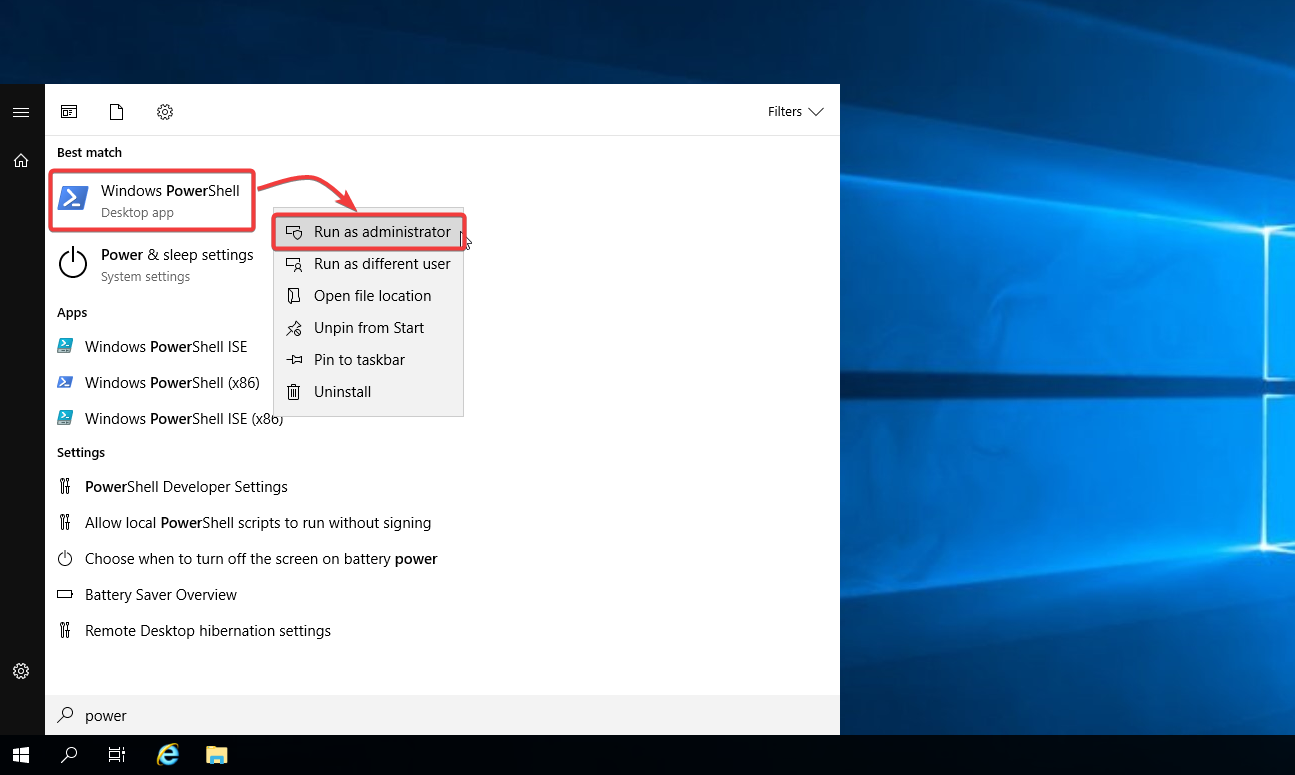 Filters
Best match
Windows PowerShell
Desktop app
Power & sleep settings
System settings
Apps
Windows PowerShell ISE
Windows PowerShell (x86)
Windows PowerShell ISE (x86)
Run as administrator
Run as different user
Open file location
Unpin from Start
Pin to taskbar
Uninstall
Settings
PowerShell Developer Settings
Allow local PowerShell scripts to run without signing
Choose when to turn off the screen on battery power
Battery Saver Overview
Remote Desktop hibernation settings
power